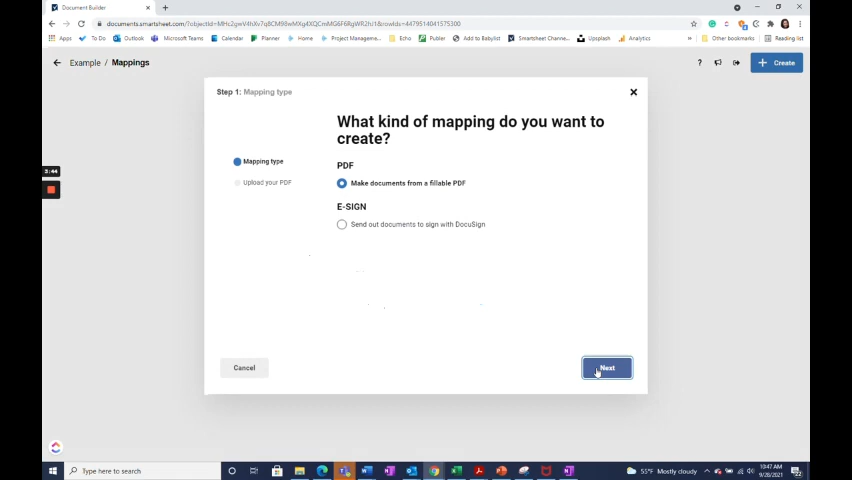 Document Builder
documents.smartsheet.com/
Apps To Do Outlook Microsoft Teams Calendar Planner Home Project Manageme... Echo Publer Add to Babylist Smartsheet Channe... Upsplash Analytics » Other bookmarks Reading list
Example / Mappings
? Create
Step 1: Mapping type
What kind of mapping do you want to
create?
Mapping type
Upload your PDF
PDF
Make documents from a fillable PDF
E-SIGN
Send out documents to sign with DocuSign
3:44
Cancel
Next
Type here to search
55°F Mostly cloudy
10:47 AM
9/28/2021